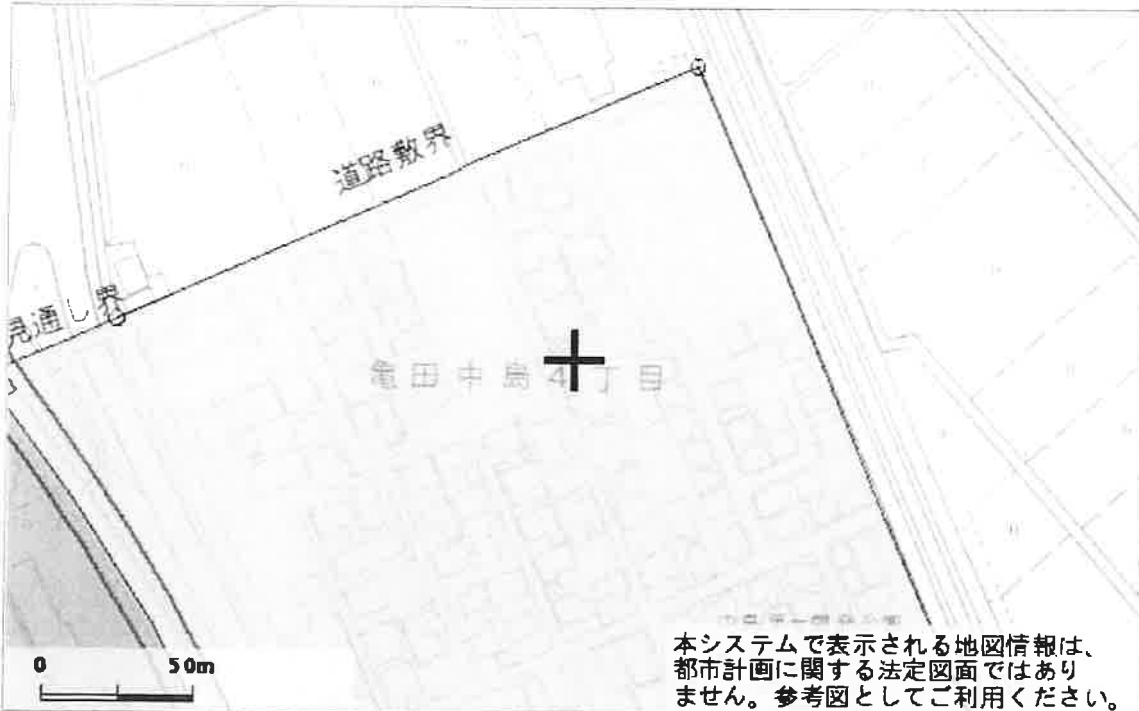 道路敷界
見通し界
亀田中島4丁目
0 50m
本システムで表示される地図情報は、
都市計画に関する法定図面ではあり
ません。参考図としてご利用ください。